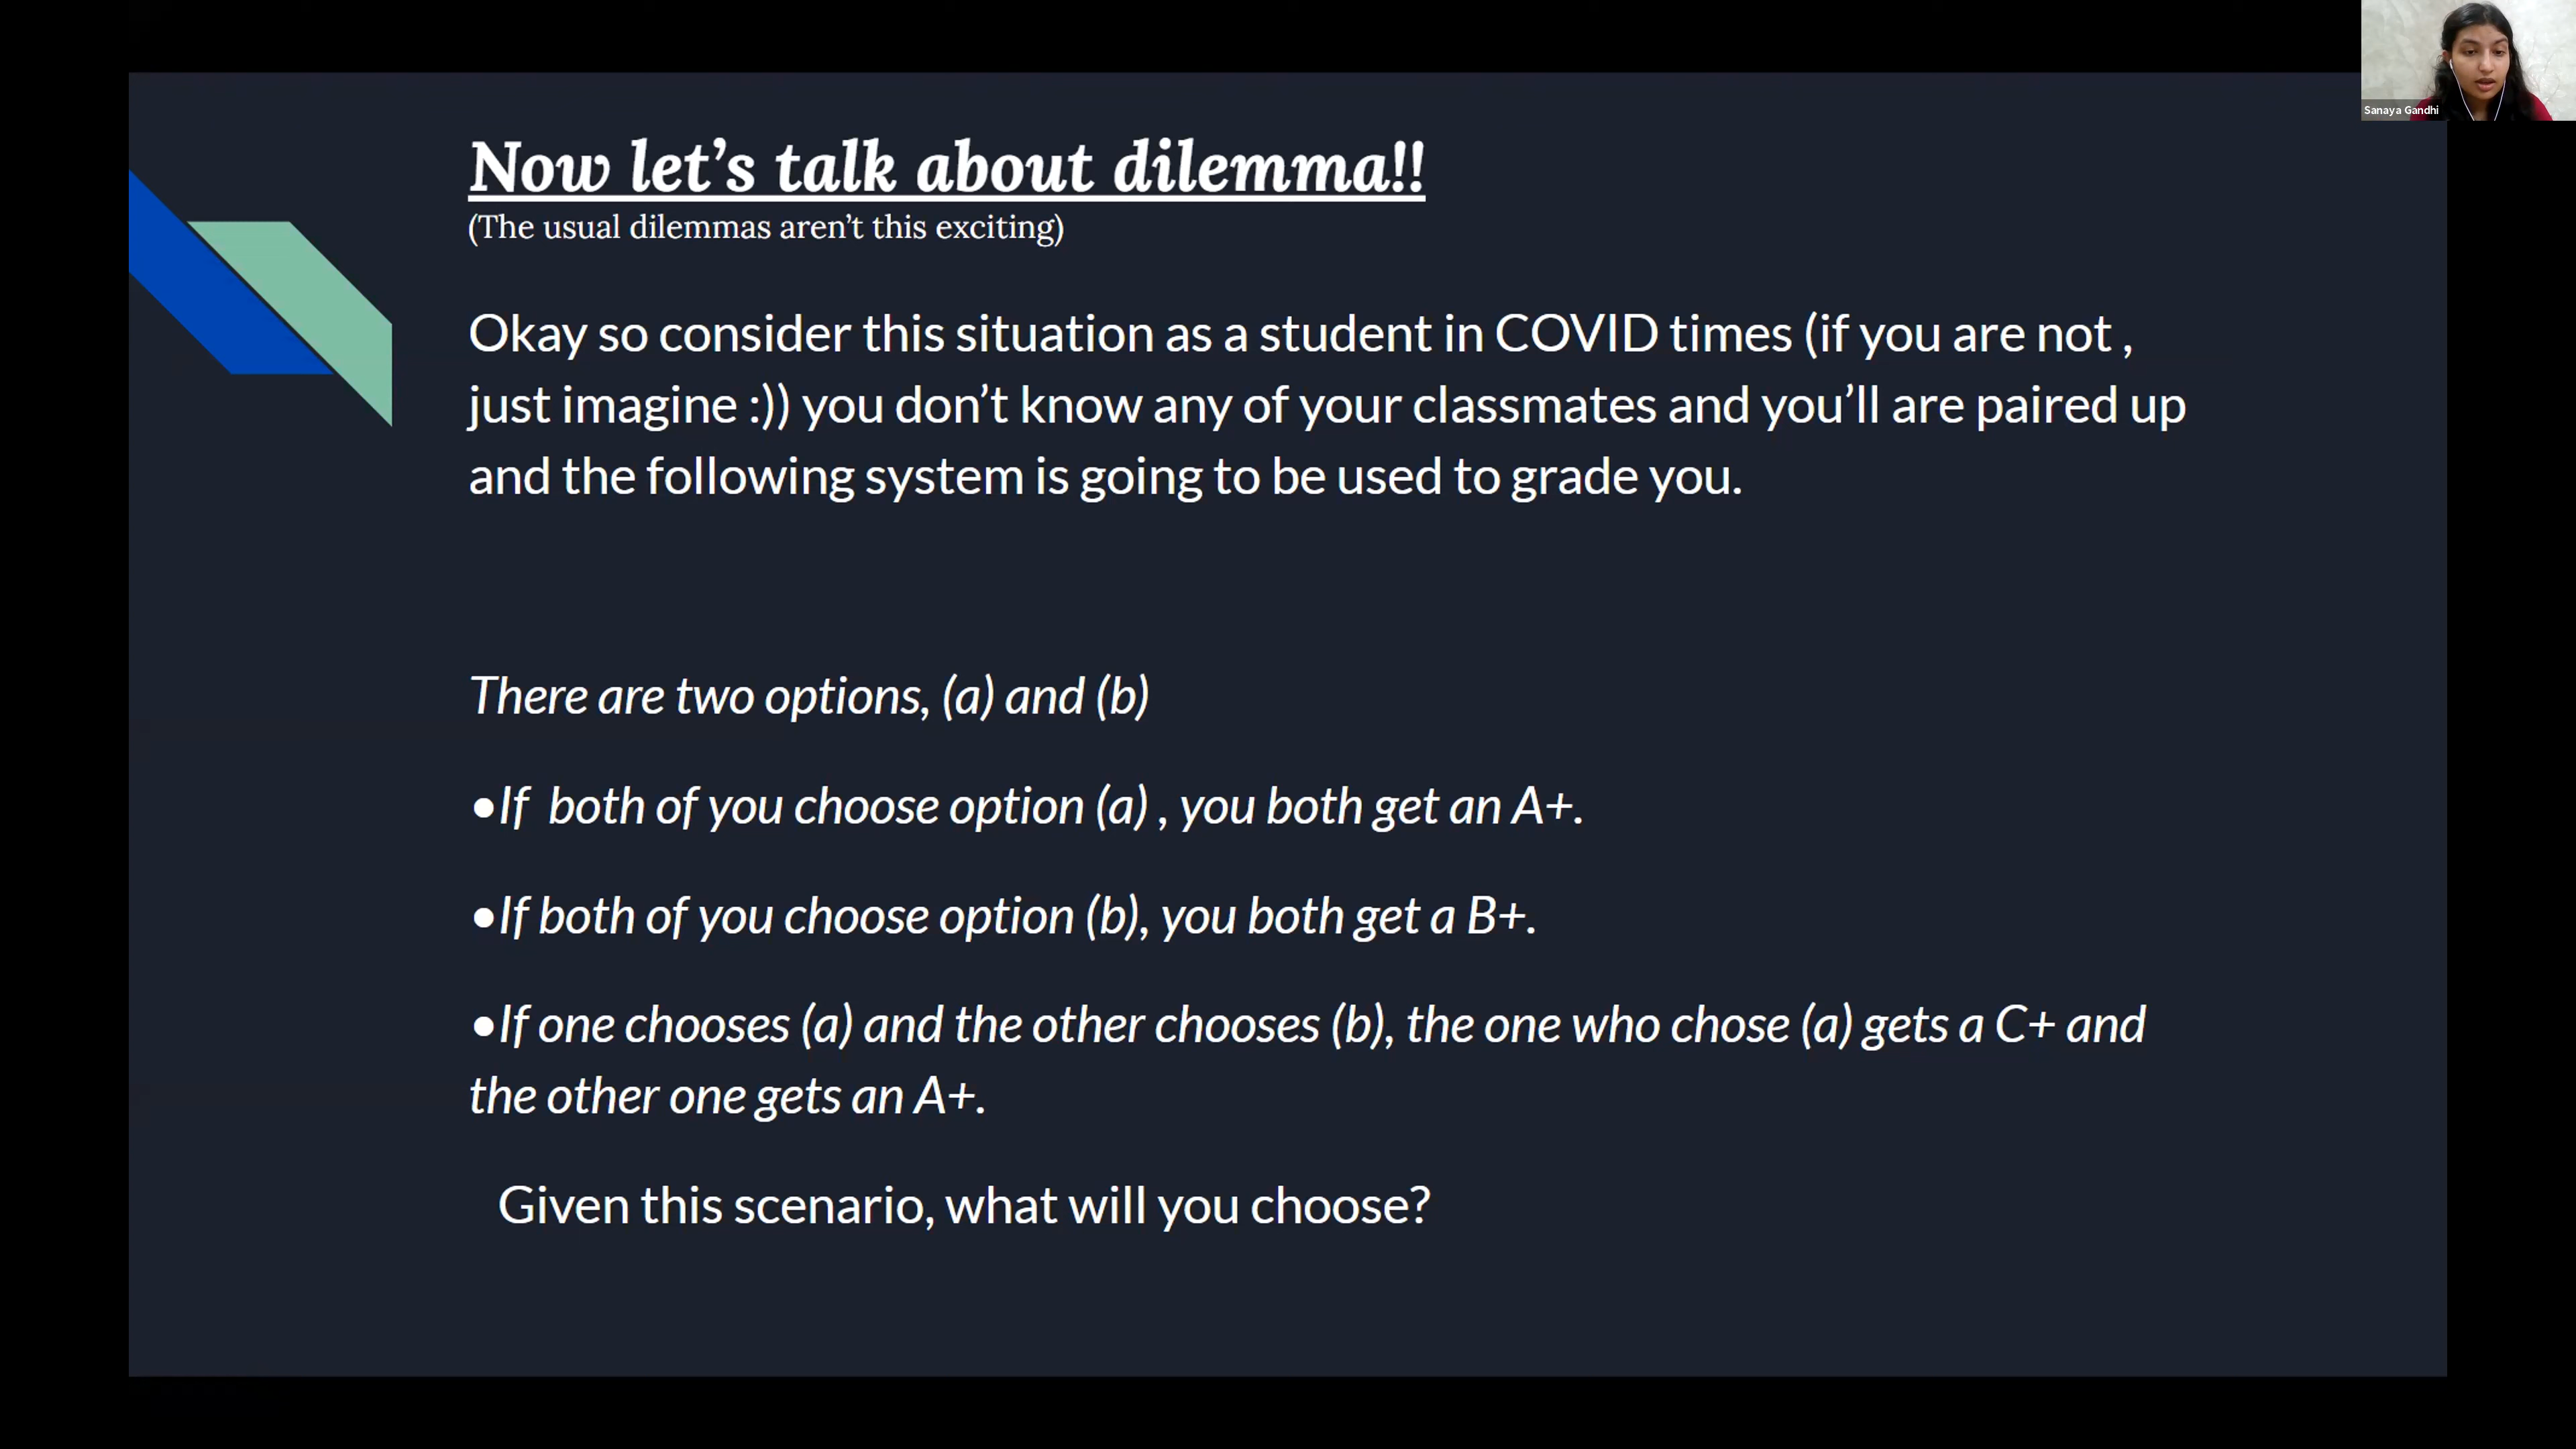 Sanaya Gandhi
Now let’s talk about dilemma!!
(The usual dilemmas aren’t this exciting)
Okay so consider this situation as a student in COVID times (if you are not ,
just imagine :)) you don’t know any of your classmates and you’ll are paired up
and the following system is going to be used to grade you.
There are two options, (a) and (b)
•If  both of you choose option (a) , you both get an A+.
•If both of you choose option (b), you both get a B+.
•If one chooses (a) and the other chooses (b), the one who chose (a) gets a C+ and
the other one gets an A+.
Given this scenario, what will you choose?